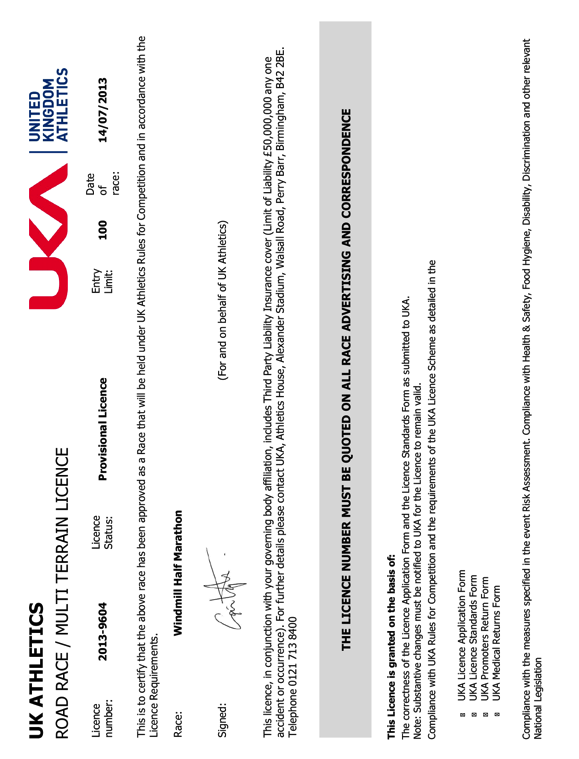 UK ATHLETICS
ROAD RACE / MULTI TERRAIN LICENCE
UKA
UNITED
KINGDOM
ATHLETICS
Licence number: 2013-9604 Licence Status: Provisional Licence Entry Limit: 100 Date of race: 14/07/2013
This is to certify that the above race has been approved as a Race that will be held under UK Athletics Rules for Competition and in accordance with the
Licence Requirements.
Race: Windmill Half Marathon
Signed: (For and on behalf of UK Athletics)
This licence, in conjunction with your governing body affiliation, includes Third Party Liability Insurance cover (Limit of Liability £50,000,000 any one
accident or occurrence). For further details please contact UKA, Athletics House, Alexander Stadium, Walsall Road, Perry Barr, Birmingham, B42 2BE.
Telephone 0121 713 8400
THE LICENCE NUMBER MUST BE QUOTED ON ALL RACE ADVERTISING AND CORRESPONDENCE
This Licence is granted on the basis of:
The correctness of the Licence Application Form and the Licence Standards Form as submitted to UKA.
Note: Substantive changes must be notified to UKA for the Licence to remain valid.
Compliance with UKA Rules for Competition and the requirements of the UKA Licence Scheme as detailed in the
UKA Licence Application Form
UKA Licence Standards Form
UKA Promoters Return Form
UKA Medical Returns Form
Compliance with the measures specified in the event Risk Assessment. Compliance with Health & Safety, Food Hygiene, Disability, Discrimination and other relevant
National Legislation